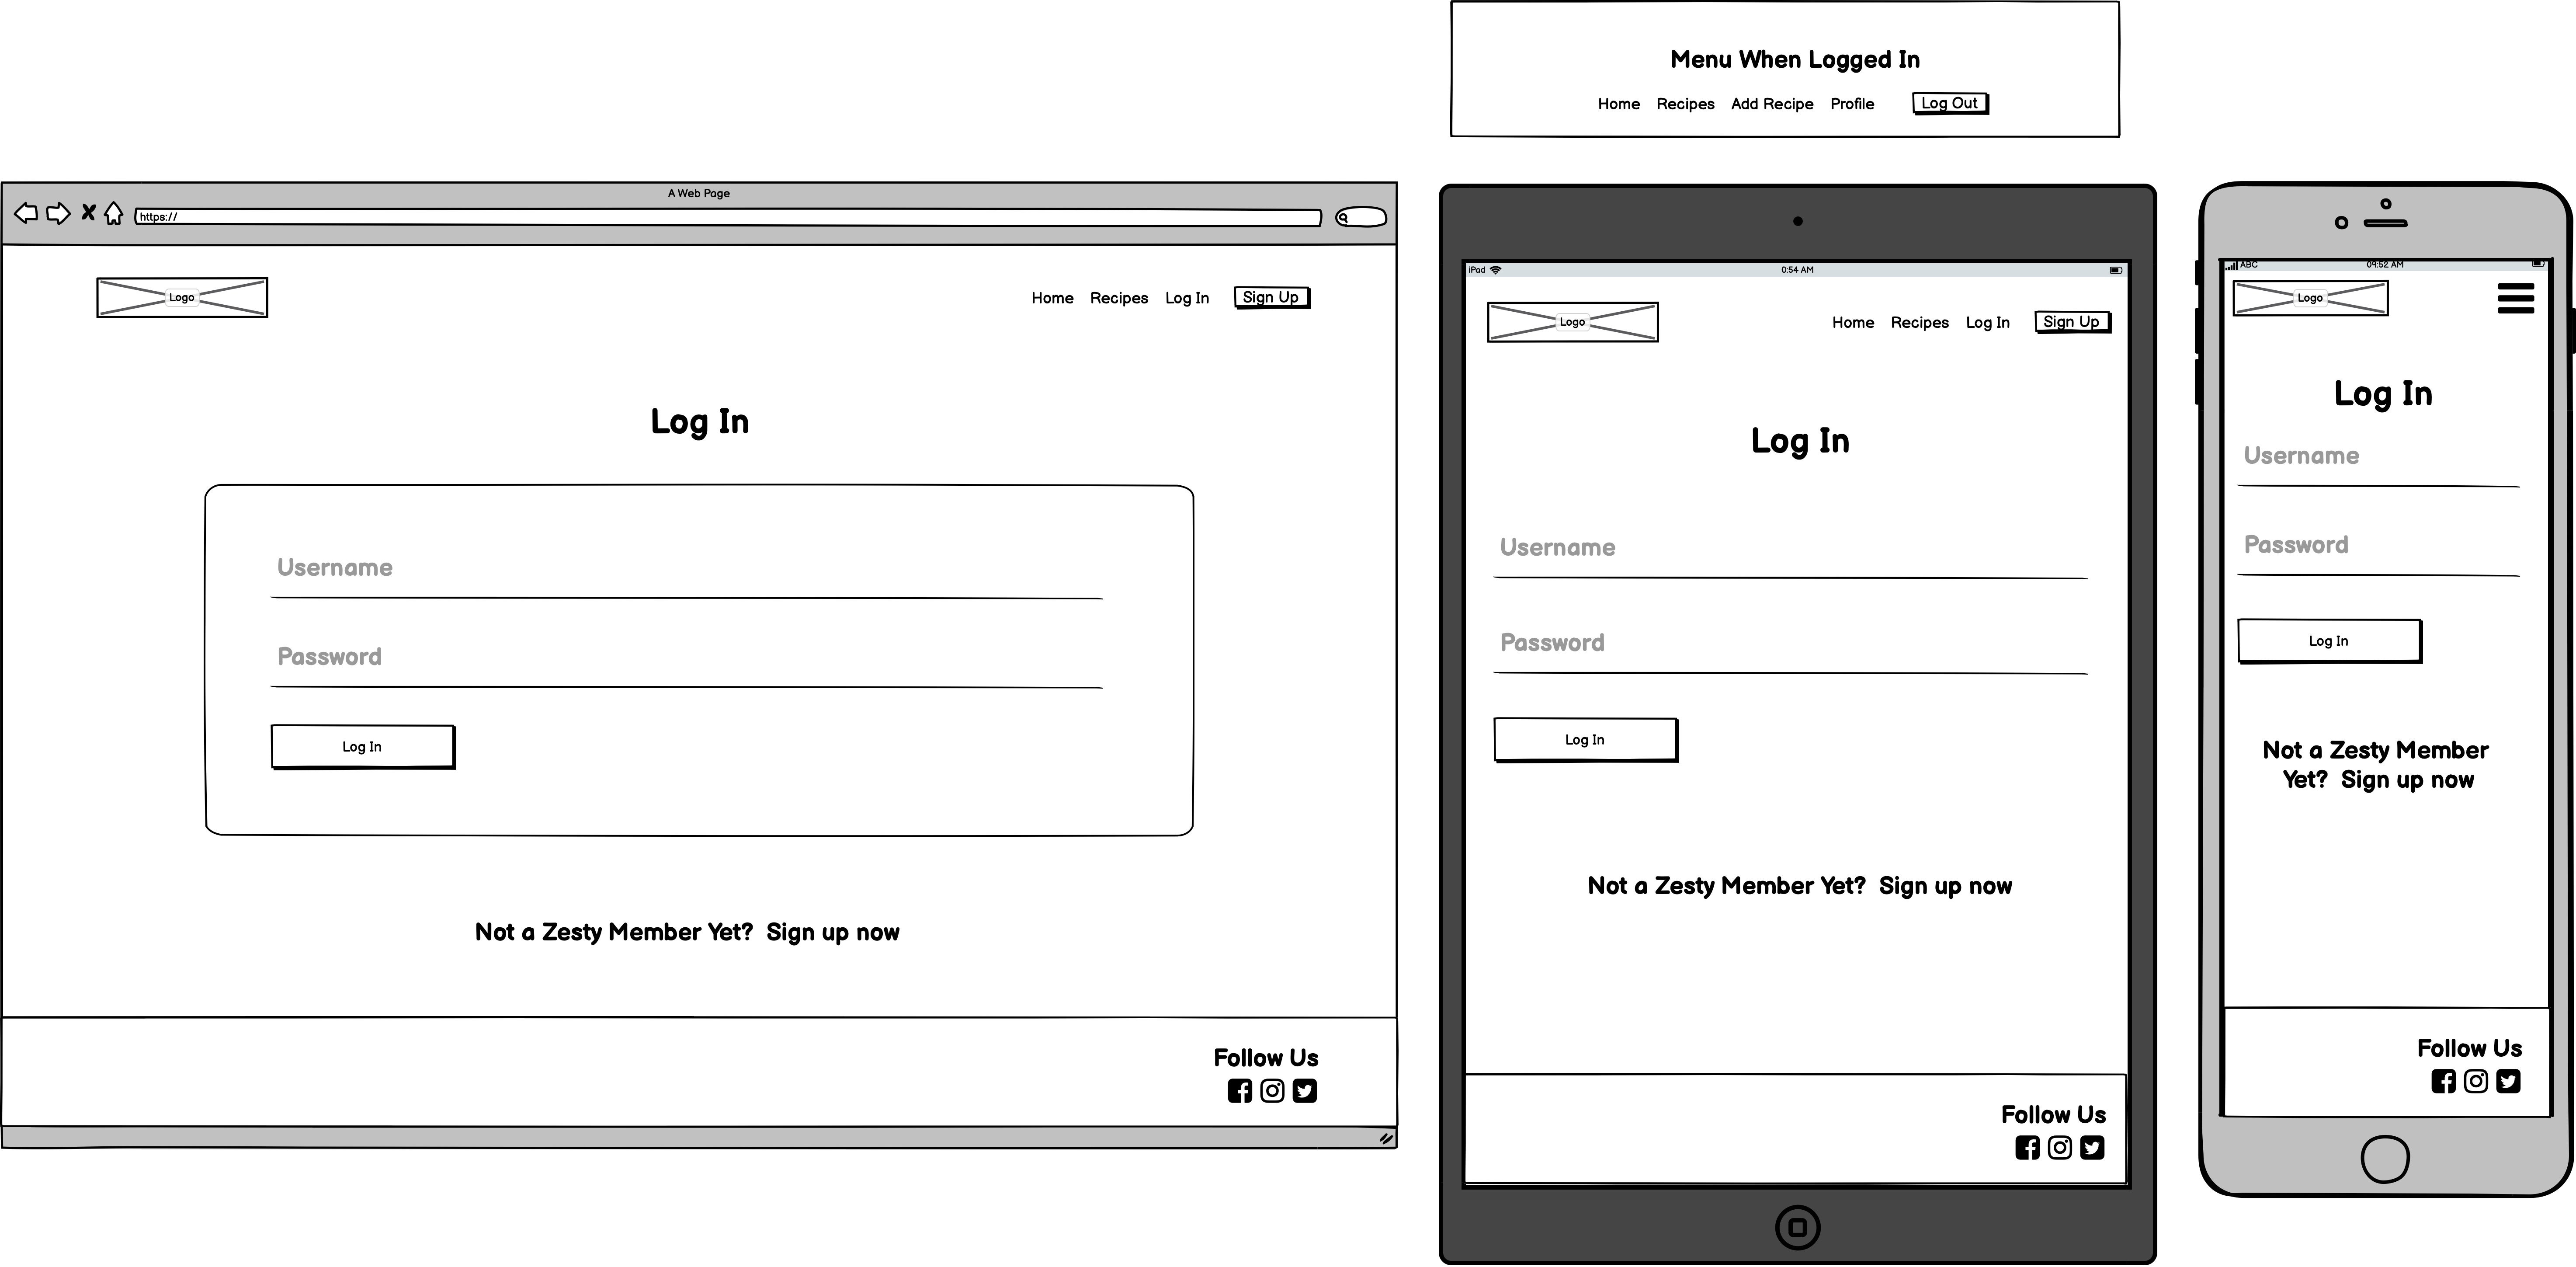 Menu When Logged In
Home Recipes Add Recipe Profile Log Out
A Web Page
https://
Logo
Home Recipes Log In Sign Up
Log In
Username
Password
Log In
Not a Zesty Member Yet? Sign up now
Follow Us
iPad 0:54 AM
Logo
Home Recipes Log In Sign Up
Log In
Username
Password
Log In
Not a Zesty Member Yet? Sign up now
Follow Us
ABC 09:52 AM
Logo
Log In
Username
Password
Log In
Not a Zesty Member
Yet? Sign up now
Follow Us